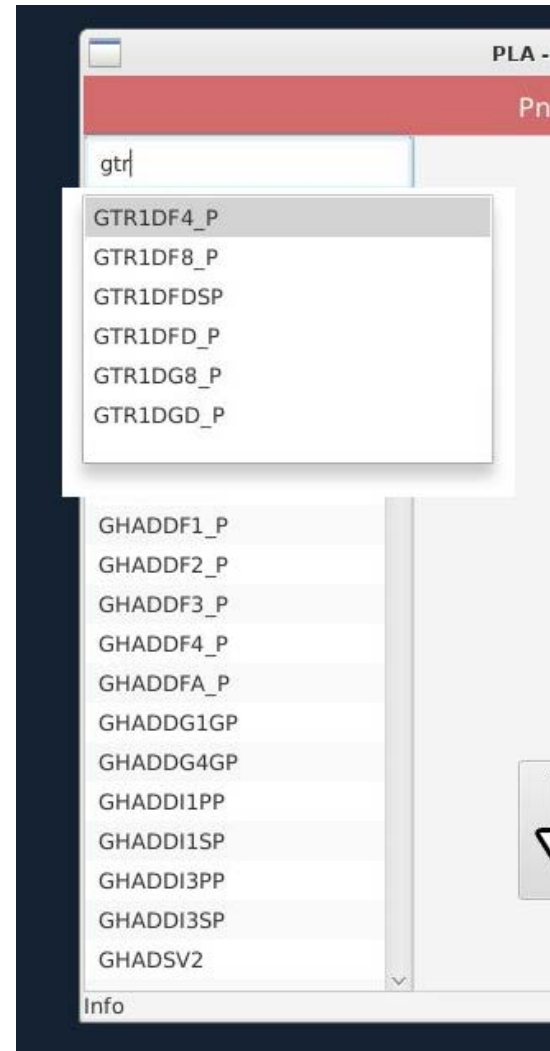 PLA -
Pn
gtr
GTR1DF4_P
GTR1DF8_P
GTR1DFDSP
GTR1DFD_P
GTR1DG8_P
GTR1DGD_P
GHADDF1_P
GHADDF2_P
GHADDF3_P
GHADDF4_P
GHADDFA_P
GHADDG1GP
GHADDG4GP
GHADDI1PP
GHADDI1SP
GHADDI3PP
GHADDI3SP
GHADSV2
Info